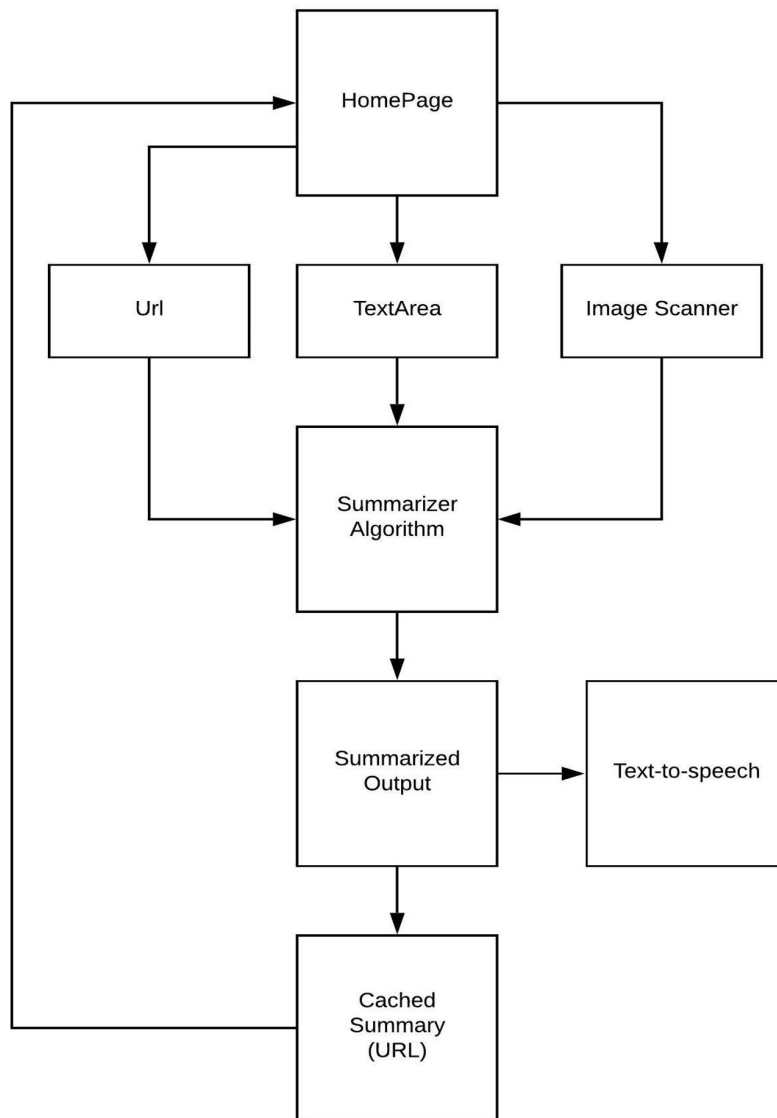 HomePage
Url
TextArea
Image Scanner
Summarizer
Algorithm
Summarized
Output
Text-to-speech
Cached
Summary
(URL)